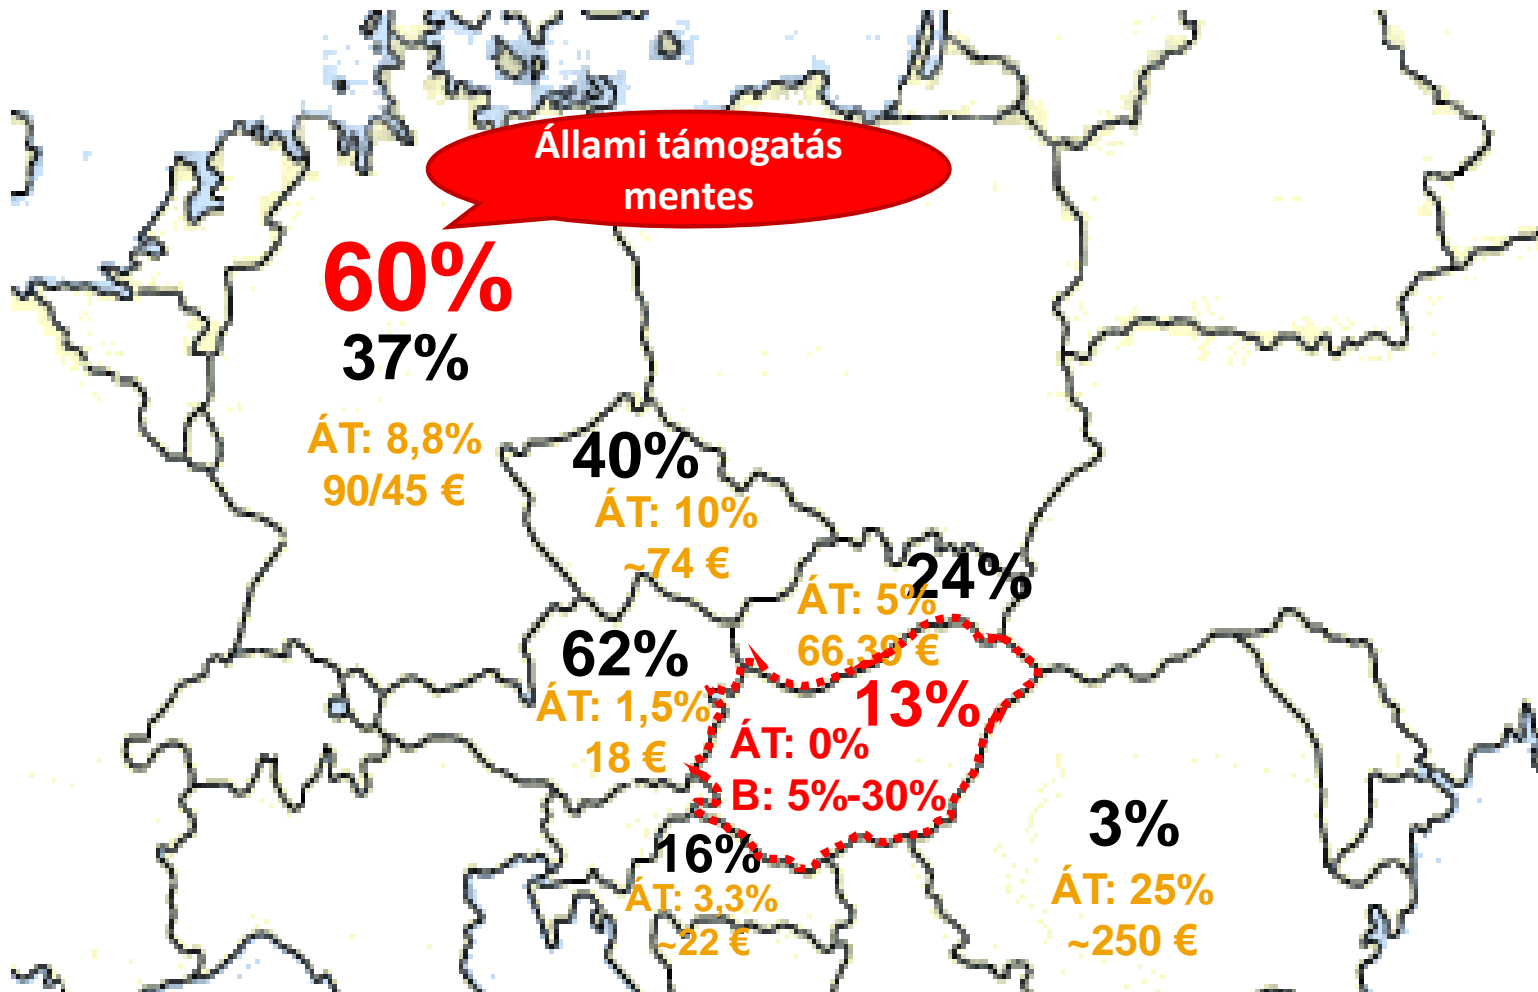 Állami támogatás
mentes
60%
37%
ÁT: 8,8%
90/45 €
40%
ÁT: 10%
~74 €
24%
ÁT: 5%
66,39 €
62%
ÁT: 1,5%
18 €
13%
ÁT: 0%
B: 5%-30%
16%
ÁT: 3,3%
~22 €
3%
ÁT: 25%
~250 €